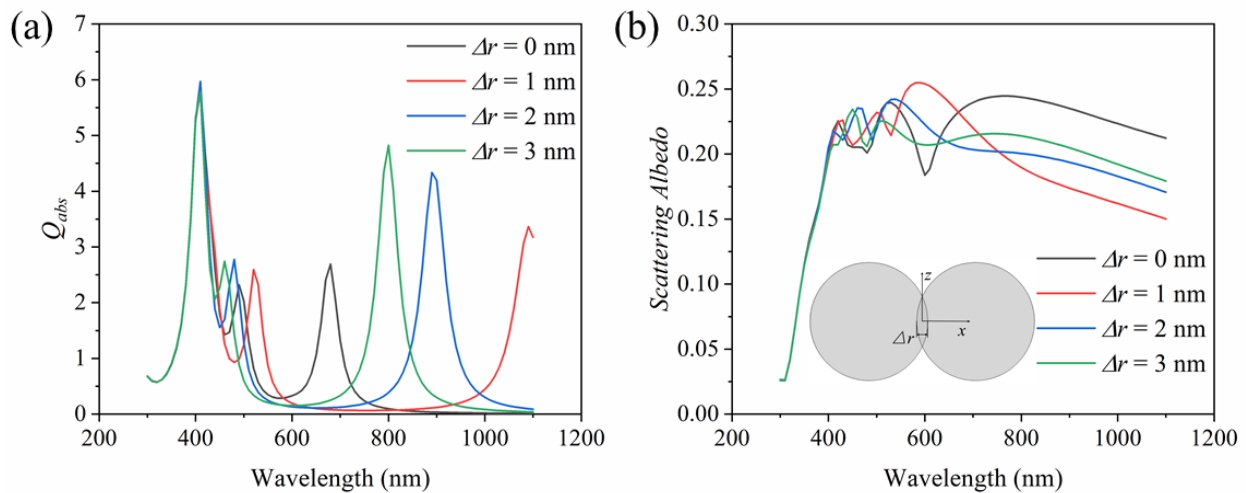 (a)
7
6
5
4
3
2
1
0
Q_abs
200 400 600 800 1000 1200
Wavelength (nm)
Δr = 0 nm
Δr = 1 nm
Δr = 2 nm
Δr = 3 nm
(b)
0.30
0.25
0.20
0.15
0.10
0.05
0.00
Scattering Albedo
200 400 600 800 1000 1200
Wavelength (nm)
z
x
Δr
Δr = 0 nm
Δr = 1 nm
Δr = 2 nm
Δr = 3 nm